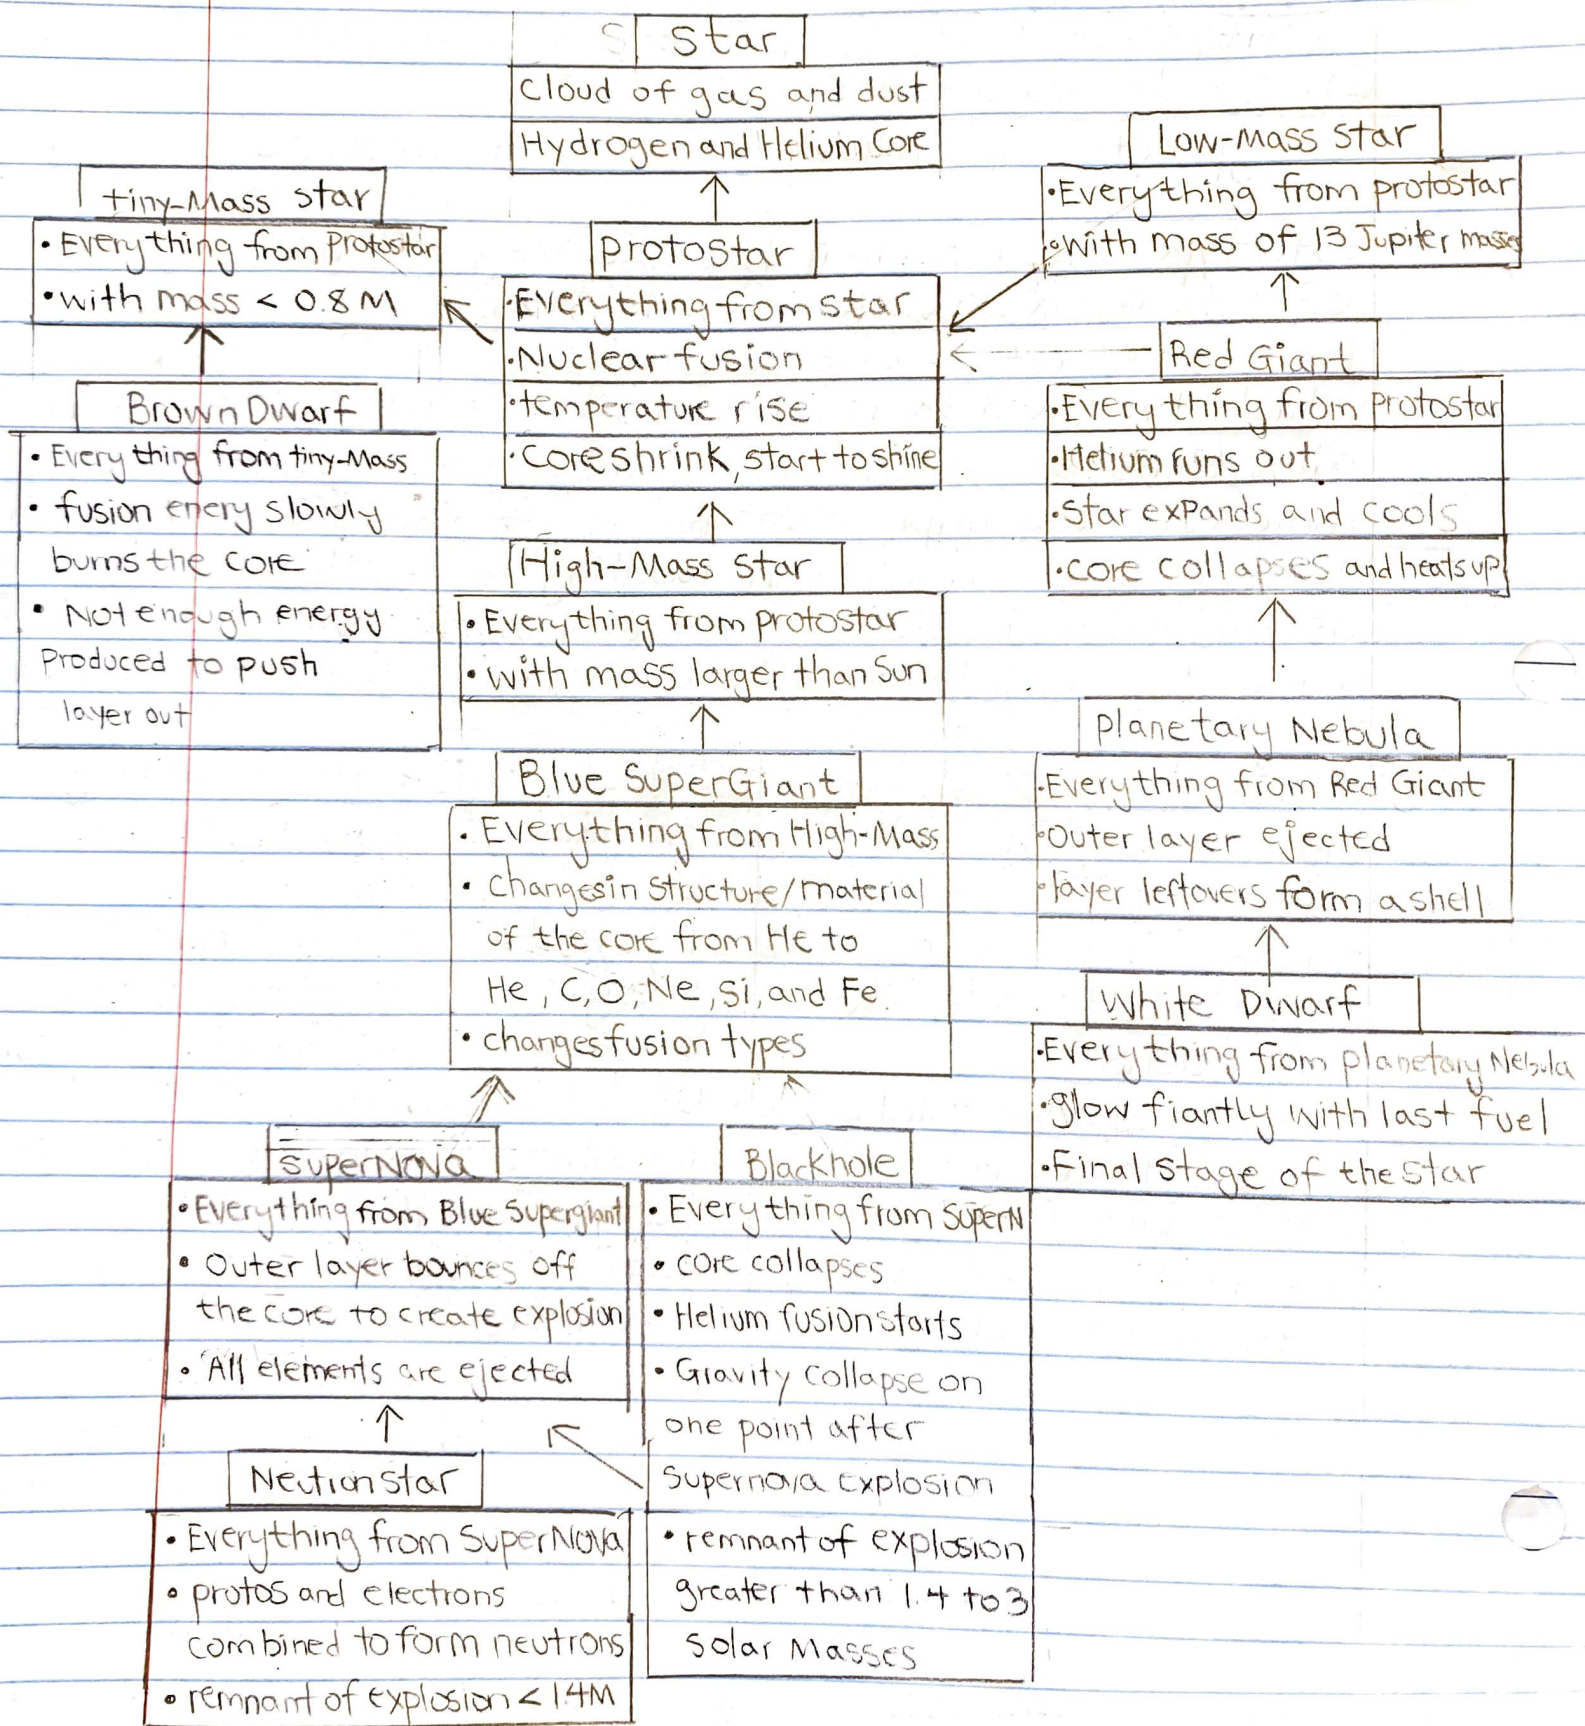 Star
Cloud of gas and dust
Hydrogen and Helium Core
tiny-Mass star
• Everything from Protostar
• with mass < 0.8 M
Brown Dwarf
• Everything from tiny-Mass
• fusion enery slowly
burns the core
• Not enough energy
Produced to push
layer out
Protostar
• Everything from star
• Nuclear fusion
• temperature rise
• Core shrink, start to shine
High-Mass star
• Everything from protostar
• with mass larger than Sun
Blue SuperGiant
• Everything from High-Mass
• changes in structure/material
of the core from He to
He, C, O, Ne, Si, and Fe.
• changes fusion types
Low-Mass star
• Everything from protostar
• with mass of 13 Jupiter masses
Red Giant
• Everything from protostar
• Helium runs out
• Star expands and cools
• core collapses and heats up
Planetary Nebula
• Everything from Red Giant
• Outer layer ejected
• layer leftovers form a shell
White Dwarf
• Everything from planetary Nebula
• glow fiantly with last fuel
• Final stage of the star
SuperNova
• Everything from Blue Supergiant
• Outer layer bounces off
the core to create explosion
• All elements are ejected
Neutionstar
• Everything from SuperNova
• protos and electrons
combined to form neutrons
• remnant of explosion < 1.4M
Blackhole
• Everything from SuperN
• core collapses
• Helium fusion starts
• Gravity collapse on
one point after
supernova explosion
• remnant of explosion
greater than 1.4 to 3
solar Masses